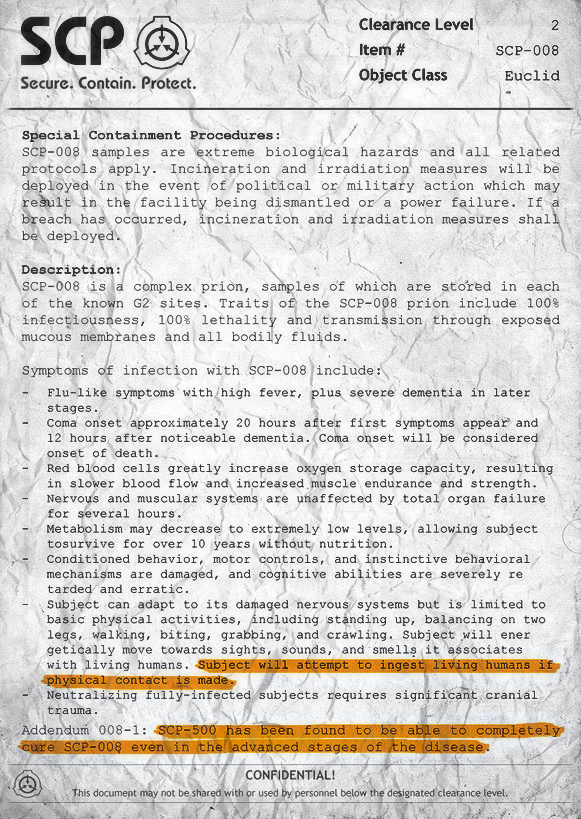 SCP
Secure. Contain. Protect.
Clearance Level 2
Item # SCP-008
Object Class Euclid
Special Containment Procedures:
SCP-008 samples are extreme biological hazards and all related
protocols apply. Incineration and irradiation measures will be
deployed in the event of political or military action which may
result in the facility being dismantled or a power failure. If a
breach has occurred, incineration and irradiation measures shall
be deployed.
Description:
SCP-008 is a complex prion, samples of which are stored in each
of the known G2 sites. Traits of the SCP-008 prion include 100%
infectiousness, 100% lethality and transmission through exposed
mucous membranes and all bodily fluids.
Symptoms of infection with SCP-008 include:
- Flu-like symptoms with high fever, plus severe dementia in later
stages.
- Coma onset approximately 20 hours after first symptoms appear and
12 hours after noticeable dementia. Coma onset will be considered
onset of death.
- Red blood cells greatly increase oxygen storage capacity, resulting
in slower blood flow and increased muscle endurance and strength.
- Nervous and muscular systems are unaffected by total organ failure
for several hours.
- Metabolism may decrease to extremely low levels, allowing subject
tosurvive for over 10 years without nutrition.
- Conditioned behavior, motor controls, and instinctive behavioral
mechanisms are damaged, and cognitive abilities are severely re
tarded and erratic.
- Subject can adapt to its damaged nervous systems but is limited to
basic physical activities, including standing up, balancing on two
legs, walking, biting, grabbing, and crawling. Subject will ener
getically move towards sights, sounds, and smells it associates
with living humans. Subject will attempt to ingest living humans if
physical contact is made.
- Neutralizing fully-infected subjects requires significant cranial
trauma.
Addendum 008-1: SCP-500 has been found to be able to completely
cure SCP-008 even in the advanced stages of the disease.
CONFIDENTIAL!
This document may not be shared with or used by personnel below the designated clearance level.